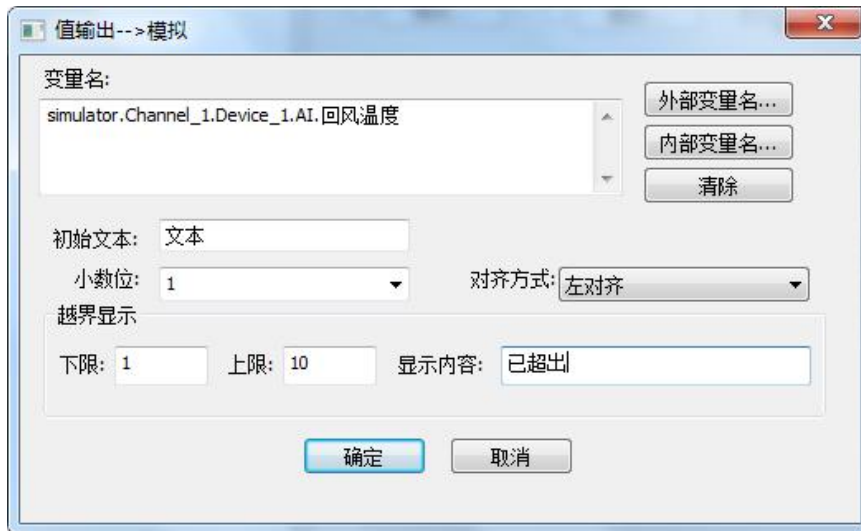 值输出-->模拟
变量名:
simulator.Channel_1.Device_1.AI.回风温度
外部变量名...
内部变量名...
清除
初始文本: 文本
小数位: 1 对齐方式: 左对齐
越界显示
下限: 1 上限: 10 显示内容: 已超出
确定 取消